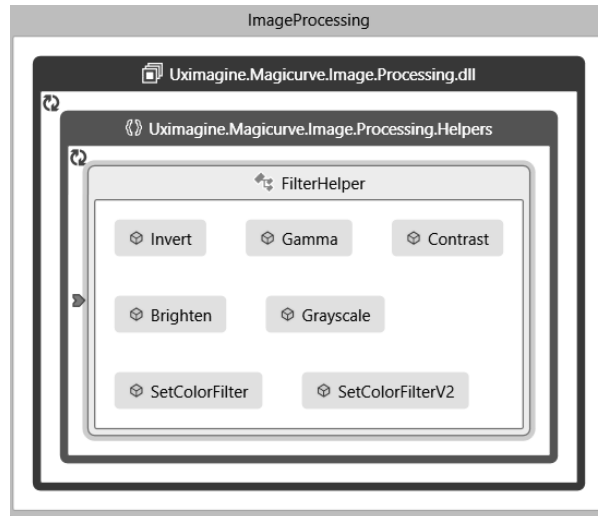 ImageProcessing
Uximagine.Magicurve.Image.Processing.dll
Uximagine.Magicurve.Image.Processing.Helpers
FilterHelper
Invert Gamma Contrast
Brighten Grayscale
SetColorFilter SetColorFilterV2